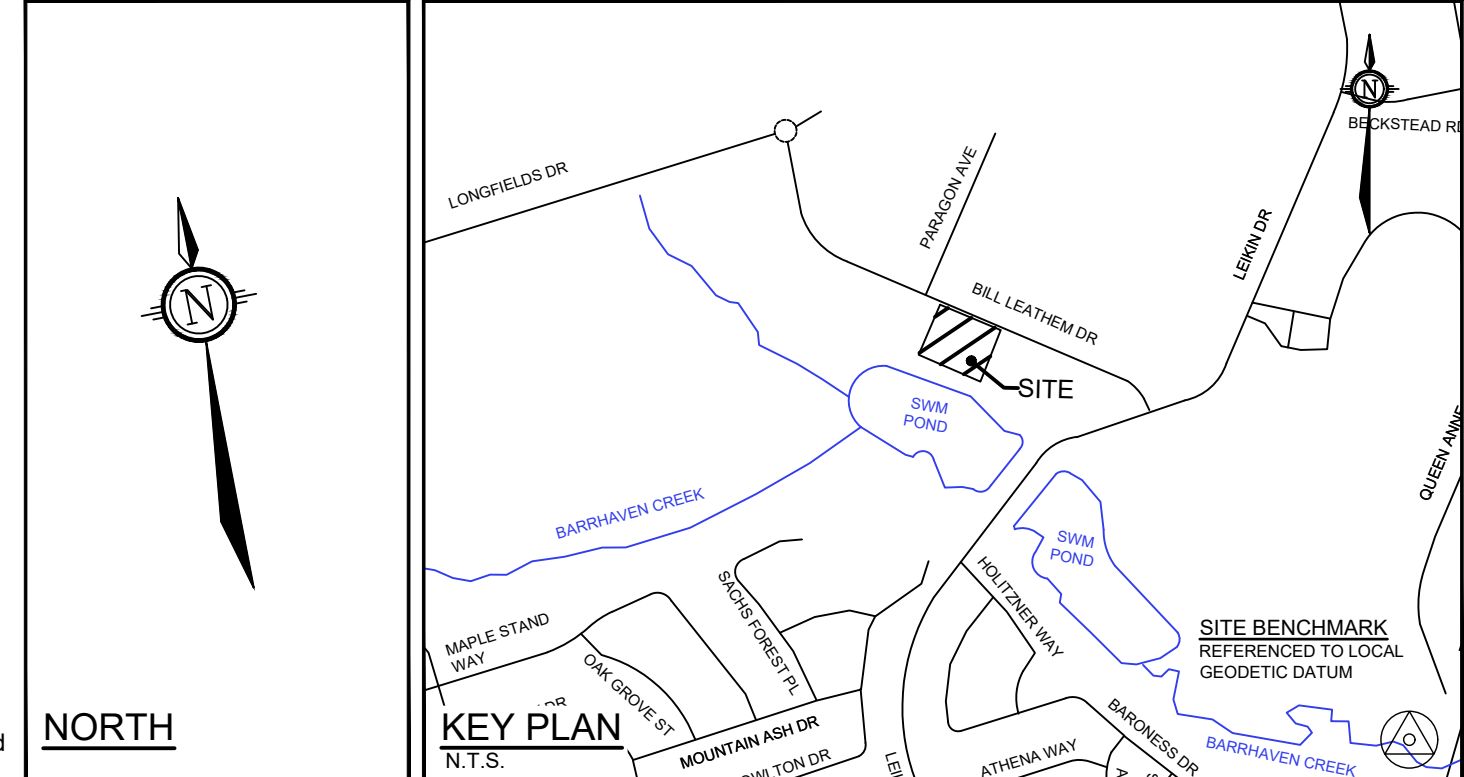 N
NORTH
LONGFIELDS DR
PARAGON AVE
BILL LEATHEM DR
LEIKIN DR
N
BECKSTEAD
SITE
SWM
POND
QUEEN ANNE
BARRHAVEN CREEK
SWM
POND
HOLITZNER WAY
SACHS FOREST PL
MAPLE STAND
WAY
OAK GROVE ST
DR
SITE BENCHMARK
REFERENCED TO LOCAL
GEODETIC DATUM
KEY PLAN
N.T.S.
MOUNTAIN ASH DR
DR
ATHENA WAY
BARONESS DR
BARRHAVEN CREEK